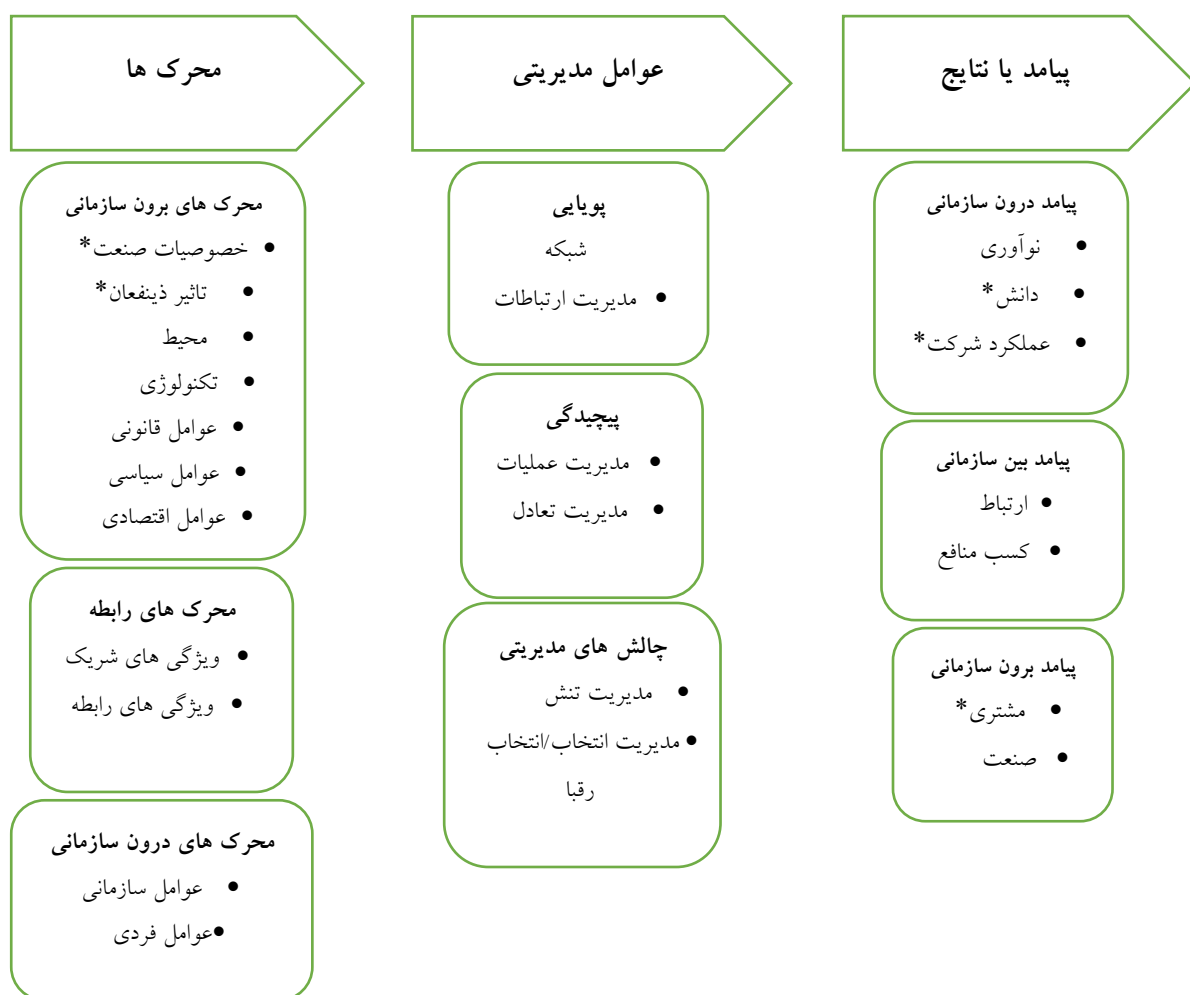 محرک ها
محرک های برون سازمانی
• خصوصیات صنعت*
• تاثیر ذینفعان*
• محیط
• تکنولوژی
• عوامل قانونی
• عوامل سیاسی
• عوامل اقتصادی
محرک های رابطه
• ویژگی های شریک
• ویژگی های رابطه
محرک های درون سازمانی
• عوامل سازمانی
•عوامل فردی
عوامل مدیریتی
پویایی
شبکه
• مدیریت ارتباطات
پیچیدگی
• مدیریت عملیات
• مدیریت تعادل
چالش های مدیریتی
• مدیریت تنش
• مدیریت انتخاب/انتخاب
رقبا
پیامد یا نتایج
پیامد درون سازمانی
• نوآوری
• دانش*
• عملکرد شرکت*
پیامد بین سازمانی
• ارتباط
• کسب منافع
پیامد برون سازمانی
• مشتری*
• صنعت